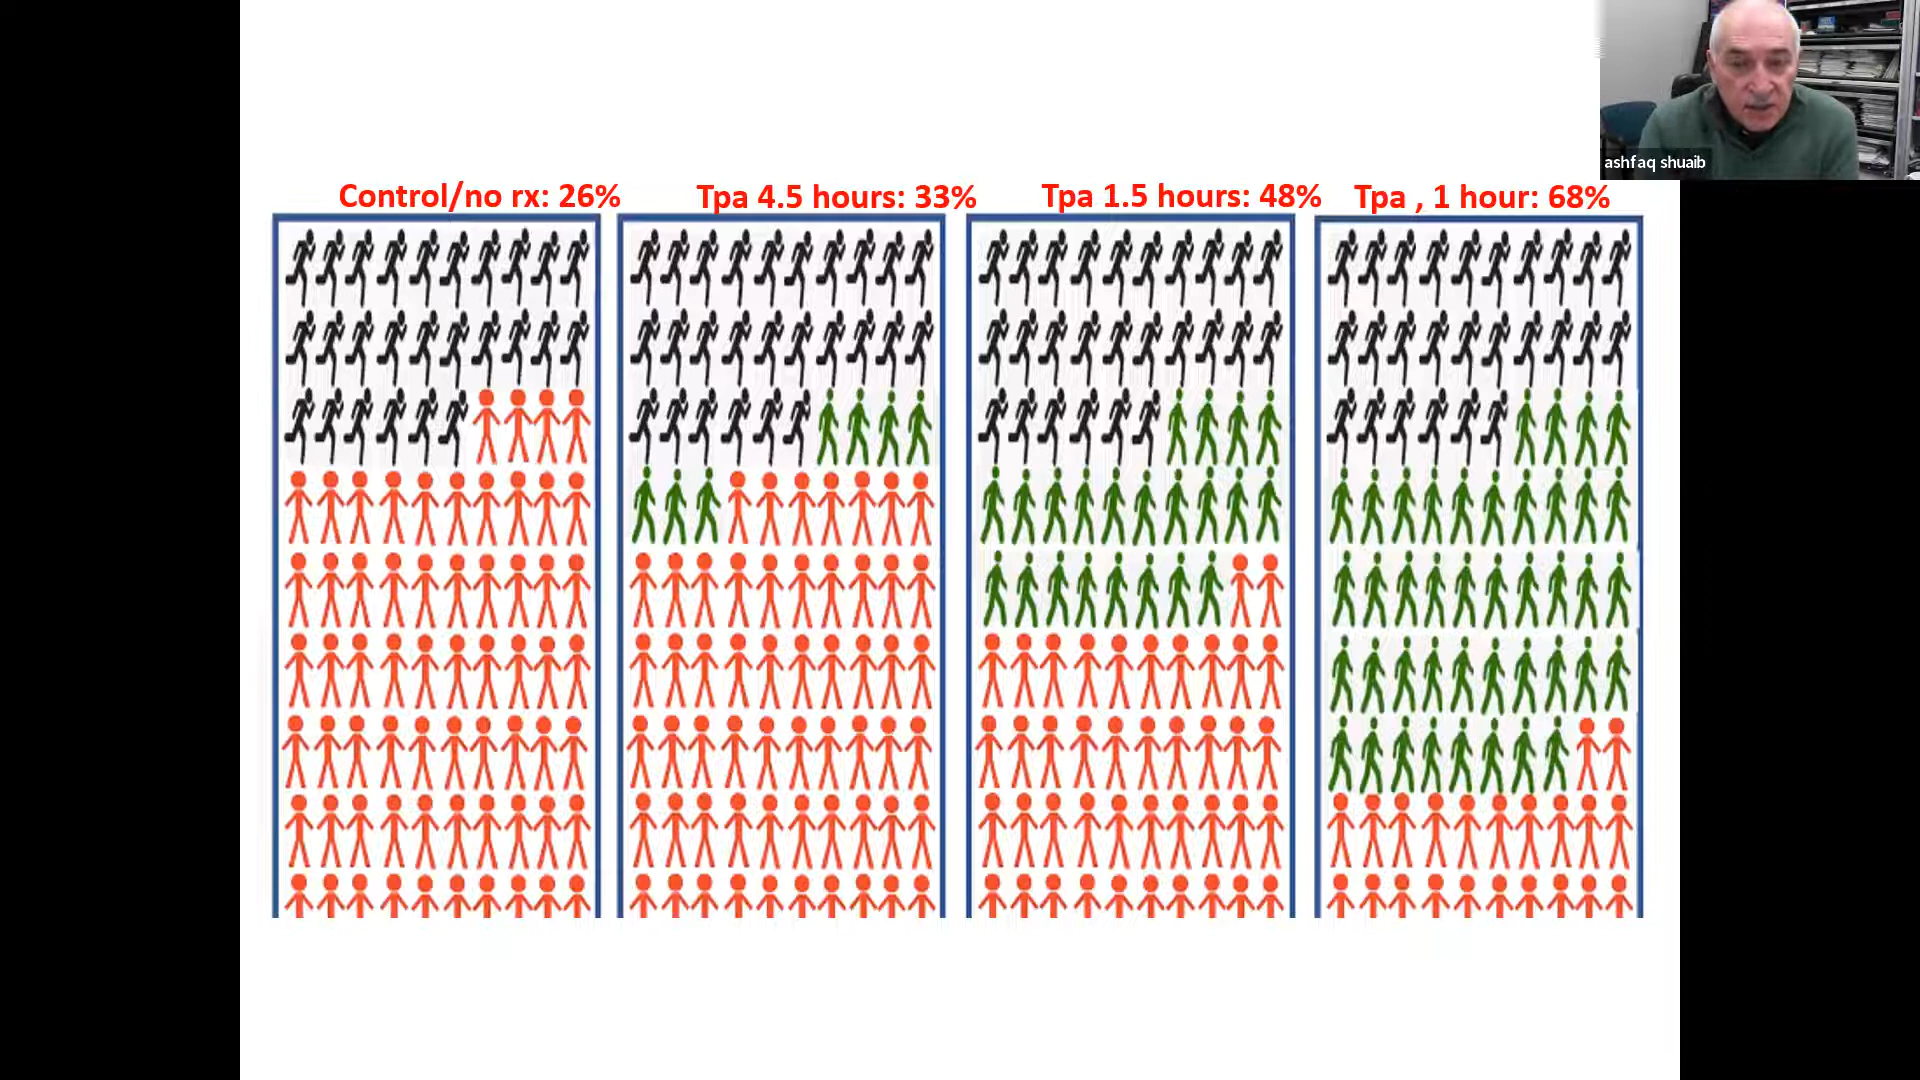 ashfaq shuaib
Control/no rx: 26%
Tpa 4.5 hours: 33%
Tpa 1.5 hours: 48%
Tpa , 1 hour: 68%